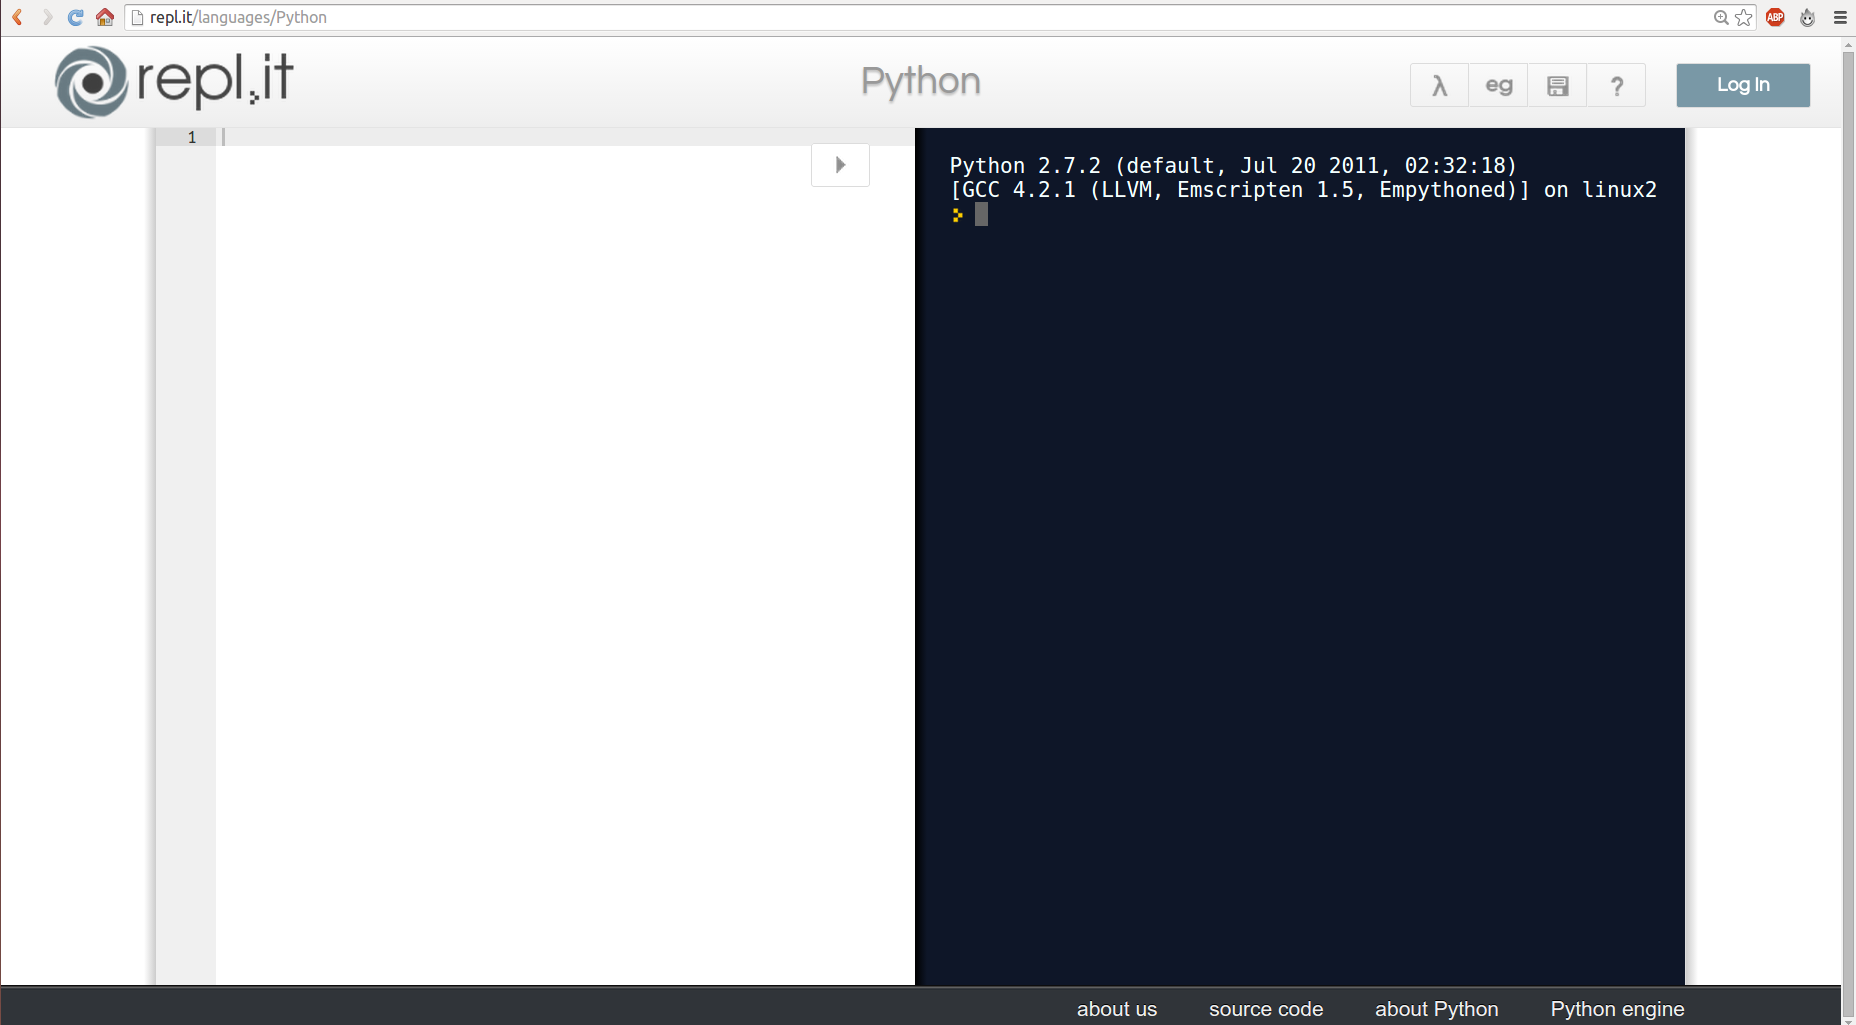 repl.it/languages/Python
ABP
repl.it
Python
λ
eg
?
Log In
1
Python 2.7.2 (default, Jul 20 2011, 02:32:18)
[GCC 4.2.1 (LLVM, Emscripten 1.5, Empythoned)] on linux2
about us
source code
about Python
Python engine